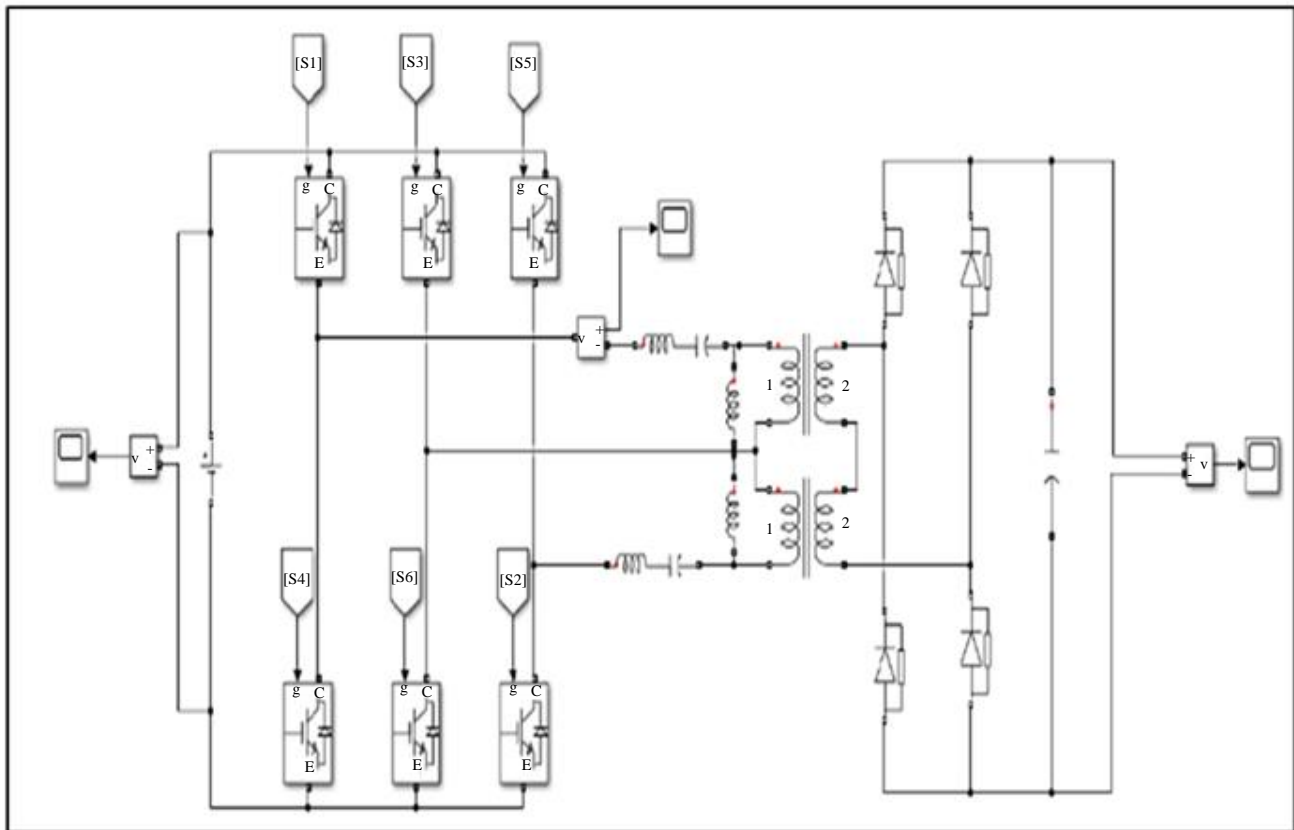 [S1] [S3] [S5]
g C g C g C
E E E
v + -
1 2
v + -
+ - v
1 2
[S4] [S6] [S2]
g C g C g C
E E E